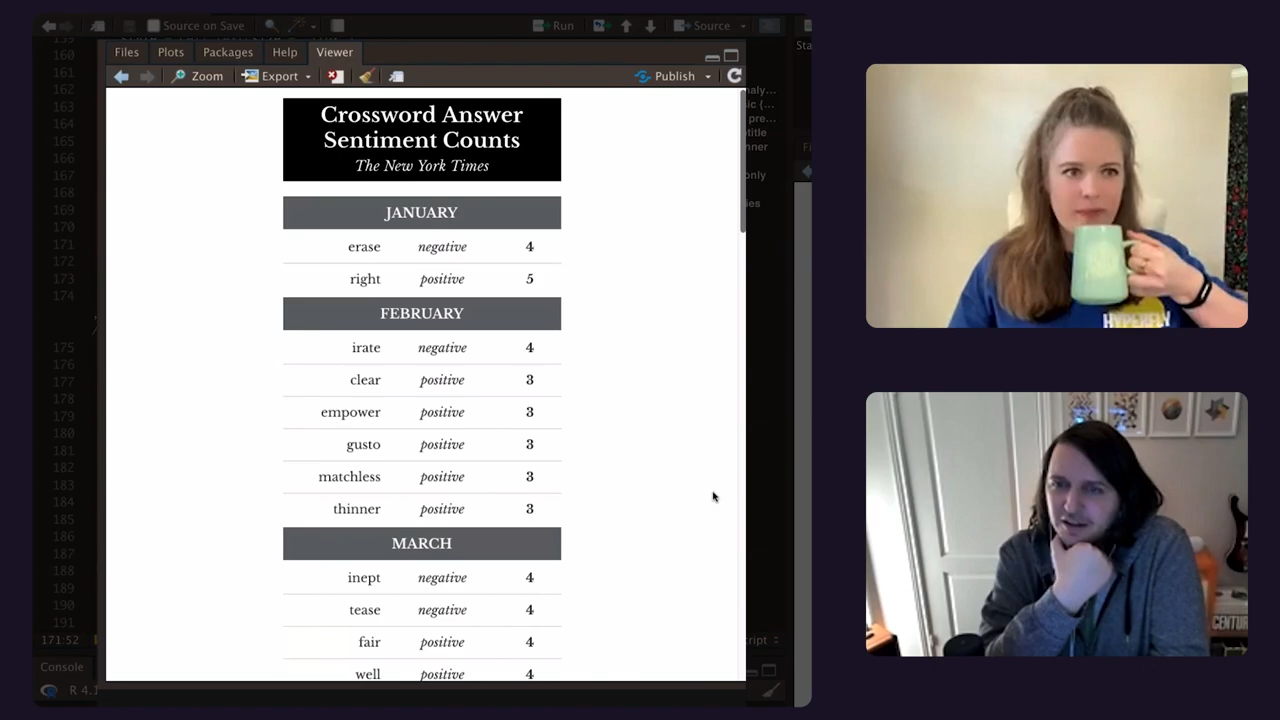 Source on Save
Run
Source
Files
Plots
Packages
Help
Viewer
Zoom
Export
Publish
Crossword Answer
Sentiment Counts
The New York Times
JANUARY
erase negative 4
right positive 5
FEBRUARY
irate negative 4
clear positive 3
empower positive 3
gusto positive 3
matchless positive 3
thinner positive 3
MARCH
inept negative 4
tease negative 4
fair positive 4
well positive 4
160
161
162
163
164
165
166
167
168
169
170
171
172
173
174
175
176
177
178
179
180
181
182
183
184
185
186
187
188
189
190
191
171:52
Console
R 4.1
HYPERFLY
CENTUR